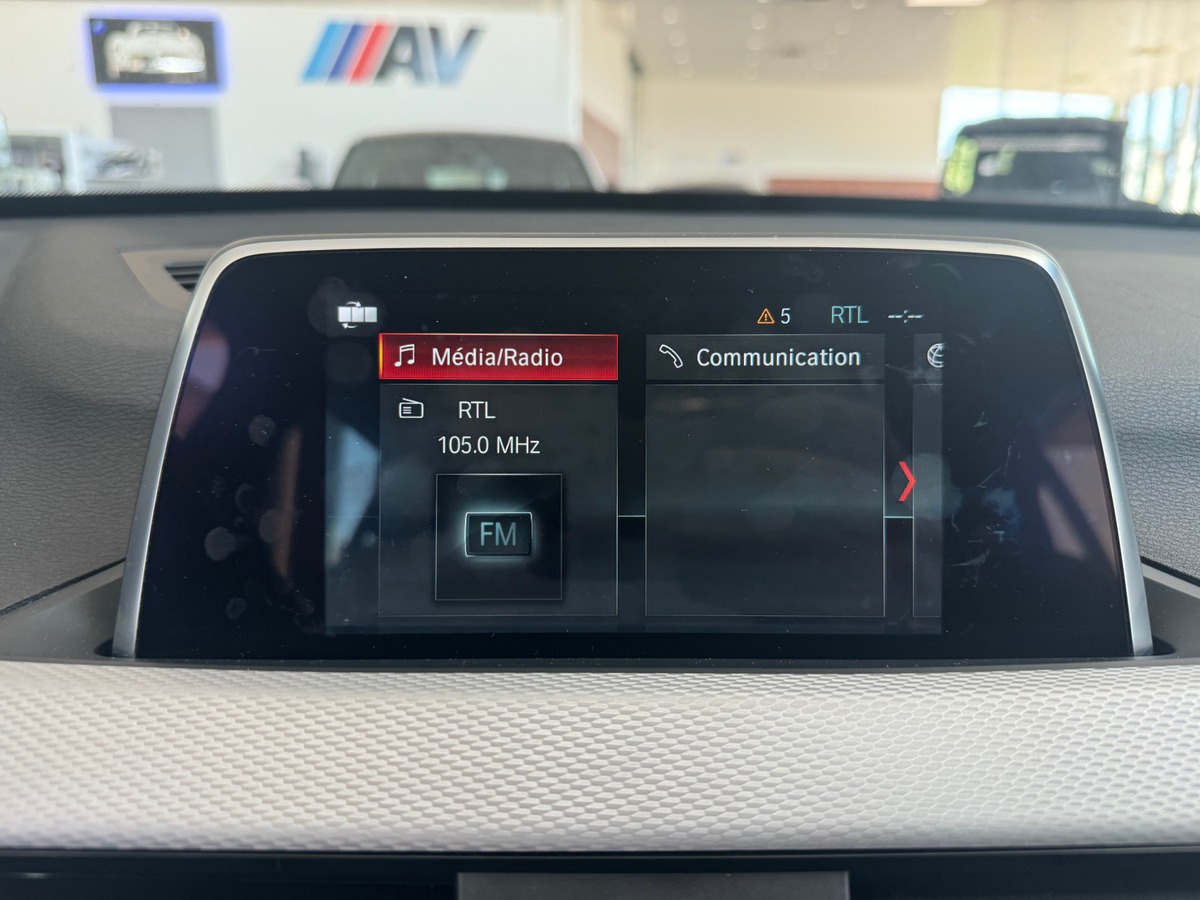 AV
5 RTL --:--
Média/Radio
Communication
RTL
105.0 MHz
FM